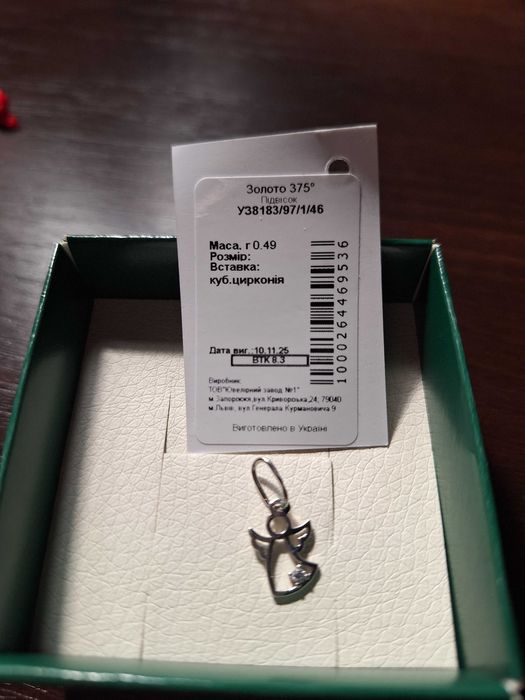 Золото 375°
Підвісок
У38183/97/1/46
Маса. г 0.49
Розмір:
Вставка:
куб.цирконія
1000264469536
Дата виг.:10.11.25
ВТК 8.3
Виробник:
ТОВ"Ювелірний завод №1"
м.Запоріжжя,вул.Криворізька,24; 79040
м.Львів, вул.Генерала Курмановича 9
Виготовлено в Україні